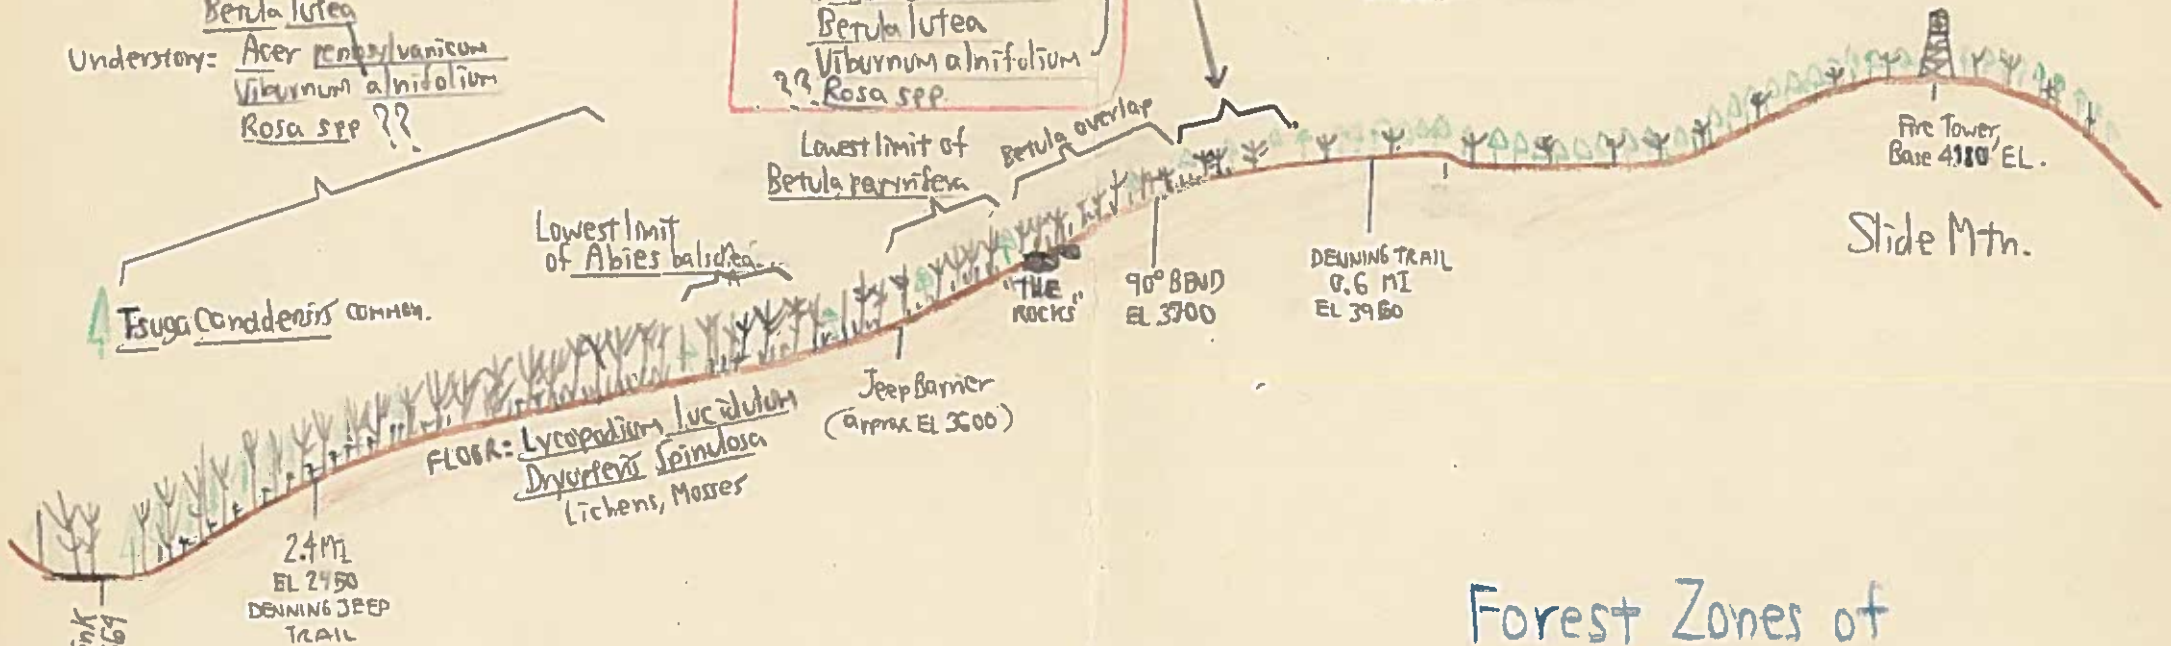 Betula lutea
Understory: Acer pennsylvanicum
Viburnum alnifolium
Rosa spp ??
Betula lutea
Viburnum alnifolium
?? Rosa spp.
Lowest limit of
Betula papyrifera
Betula overlap
Lowest limit
of Abies balsamea
Tsuga Canadensis COMMON.
Fire Tower,
Base 4180' EL.
Slide Mtn.
DENNING TRAIL
0.6 MI
EL 3960
90° BEND
EL 3700
"THE
ROCKS"
Jeep Barrier
(approx EL 3600)
FLOOR: Lycopodium lucidulum
Dryopteris Spinulosa
Lichens, Mosses
2.4 MI
EL 2450
DENNING JEEP
TRAIL
Forest Zones of